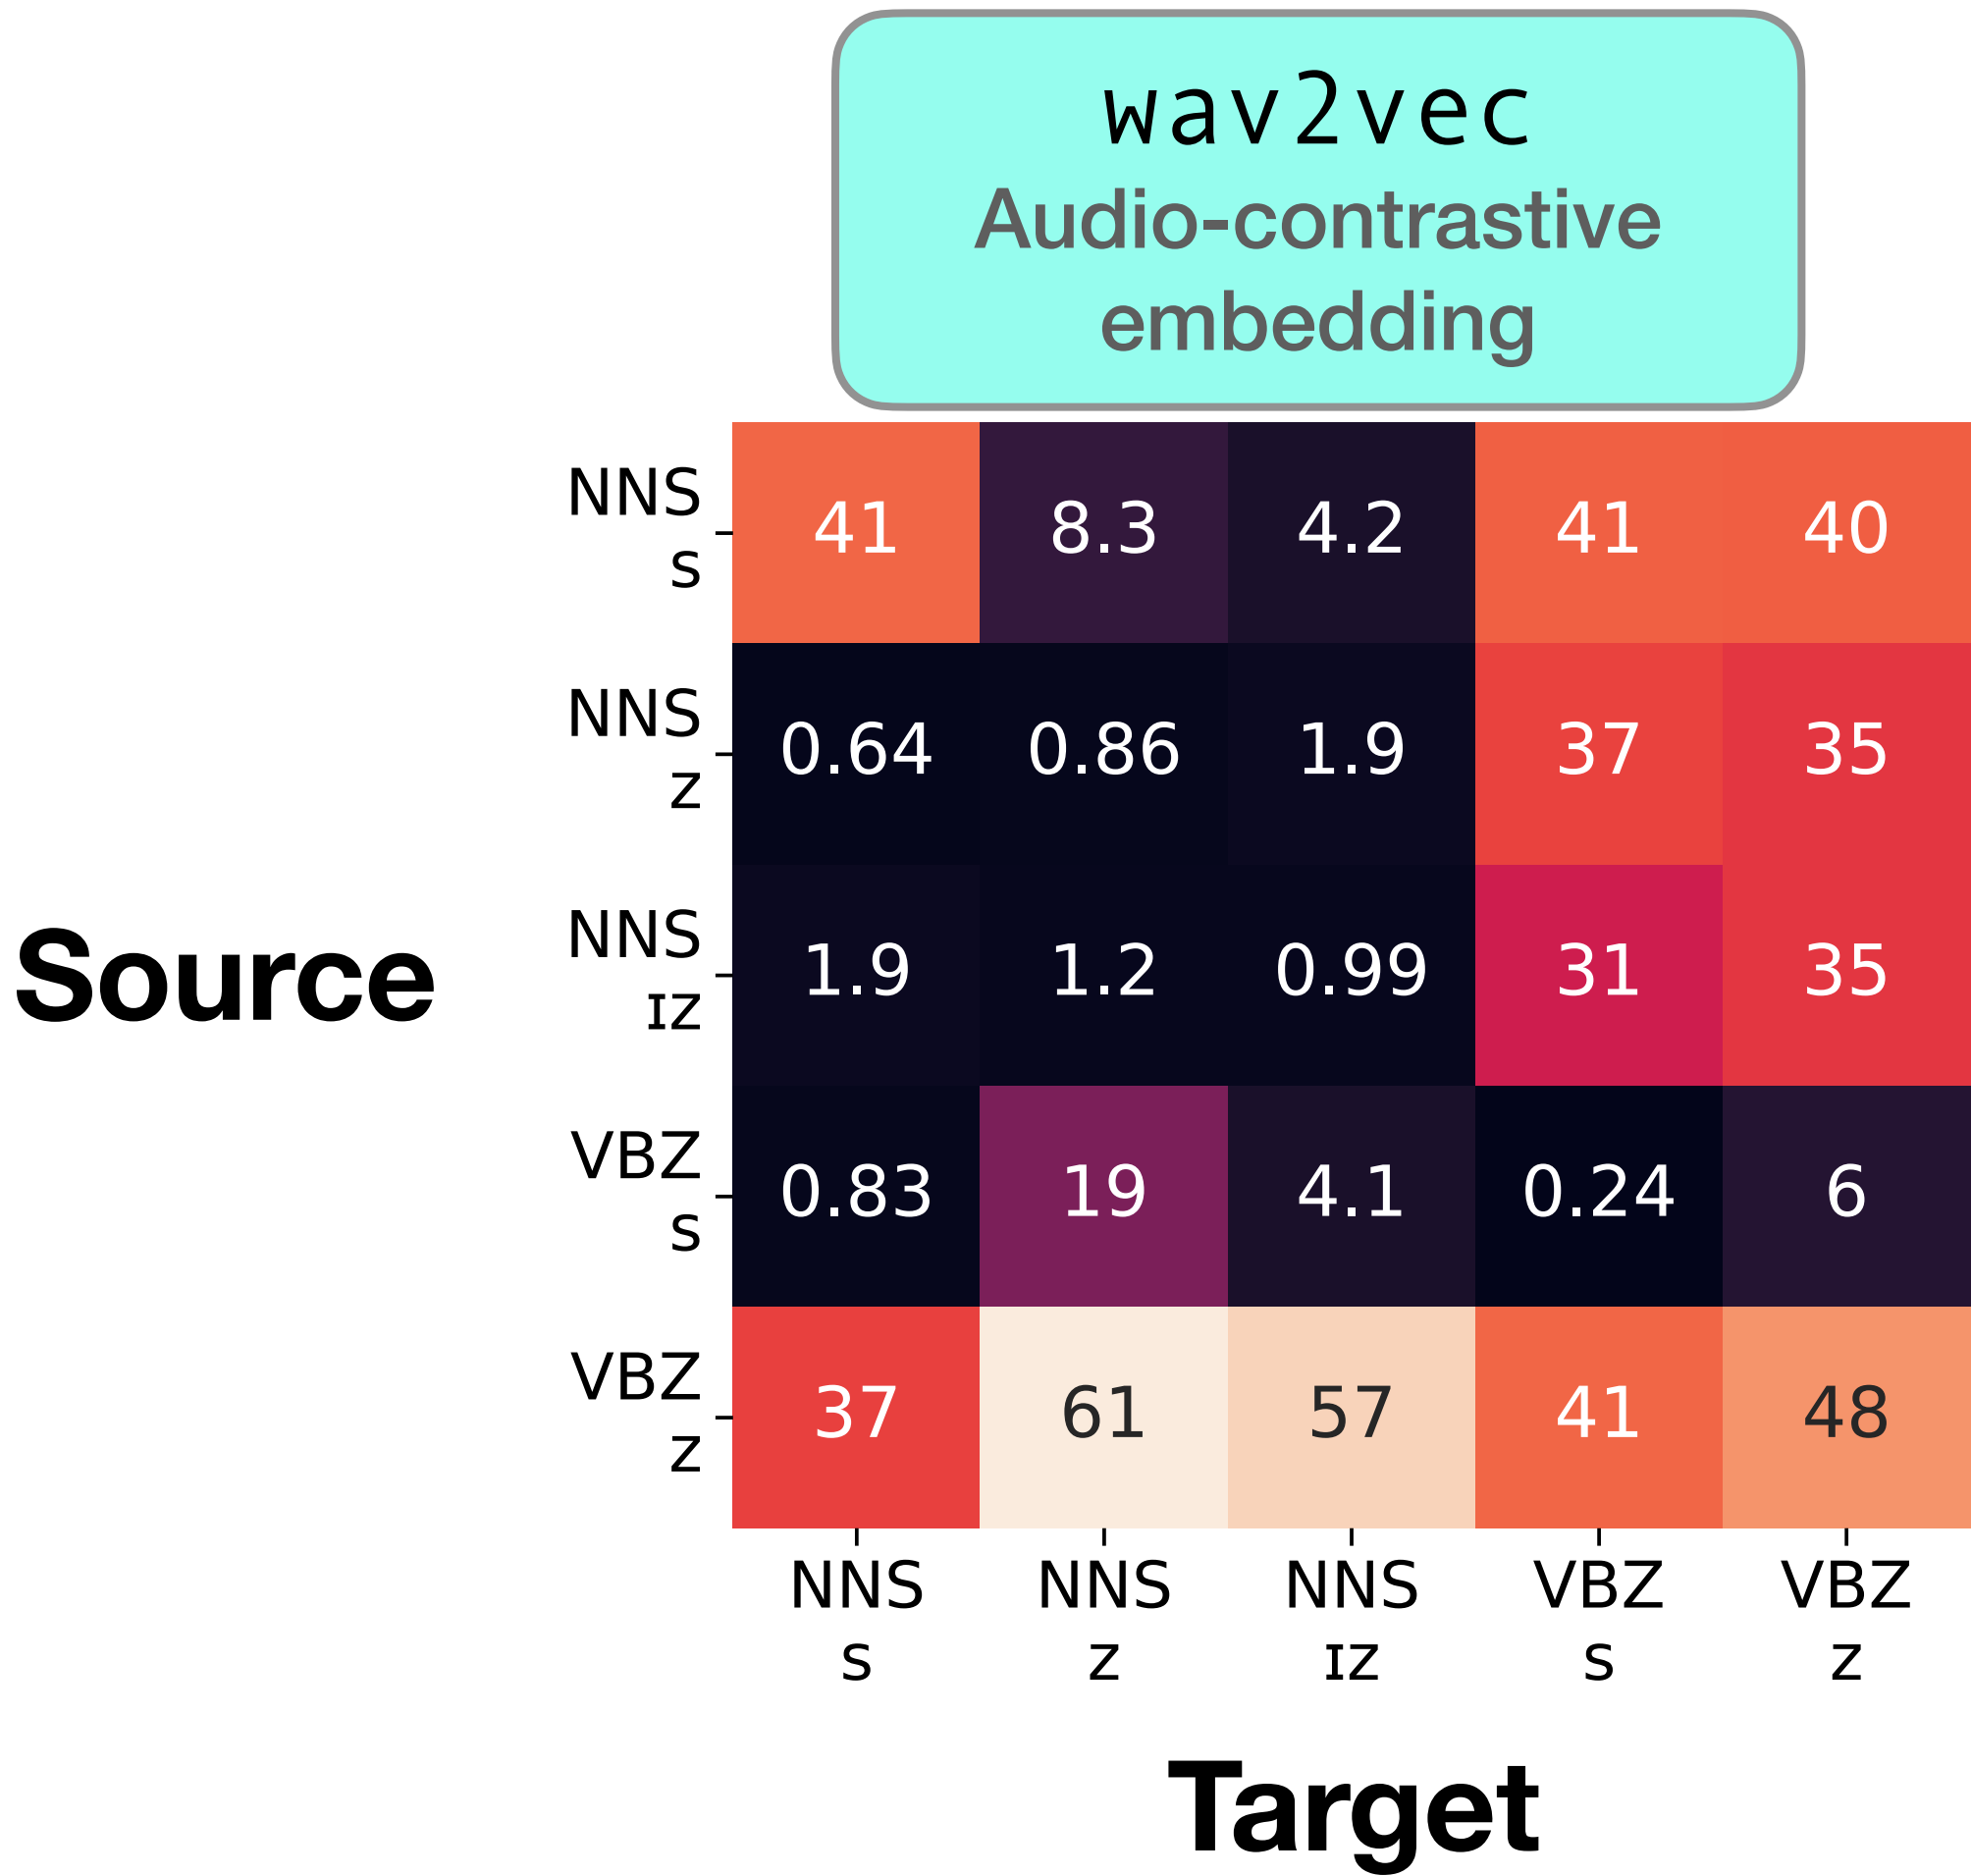 wav2vec
Audio-contrastive
embedding
NNS
s
41 8.3 4.2 41 40
NNS
z
0.64 0.86 1.9 37 35
Source
NNS
ɪz
1.9 1.2 0.99 31 35
VBZ
s
0.83 19 4.1 0.24 6
VBZ
z
37 61 57 41 48
NNS NNS NNS VBZ VBZ
s z ɪz s z
Target